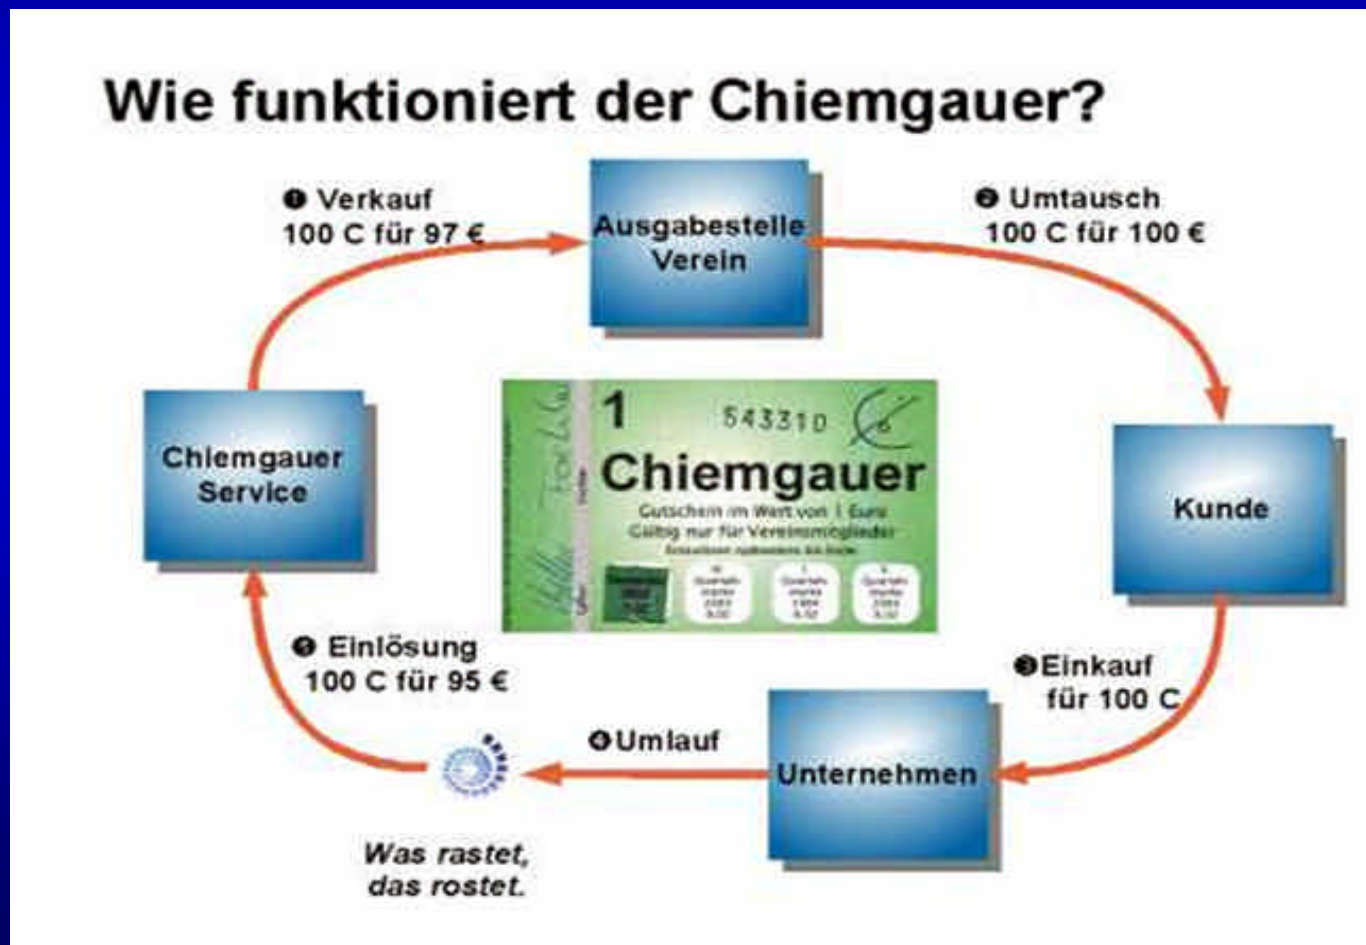 Wie funktioniert der Chiemgauer?
❶ Verkauf
100 C für 97 €
Ausgabestelle
Verein
❷ Umtausch
100 C für 100 €
Chiemgauer
Service
1
543310
Chiemgauer
Gutschein im Wert von 1 Euro
Gültig nur für Vereinsmitglieder
Kunde
❺ Einlösung
100 C für 95 €
❸Einkauf
für 100 C
❹Umlauf
Unternehmen
Was rastet,
das rostet.